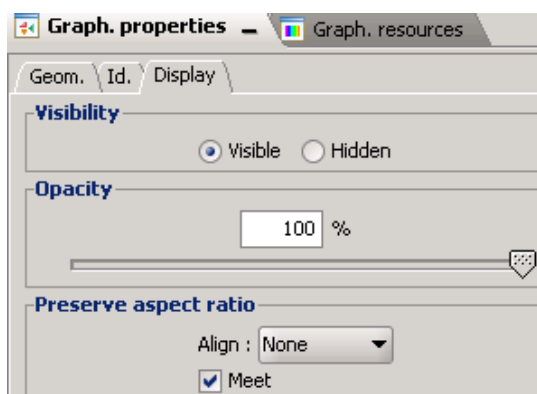 Graph. properties Graph. resources
Geom. Id. Display
Visibility
Visible Hidden
Opacity
100 %
Preserve aspect ratio
Align : None
Meet